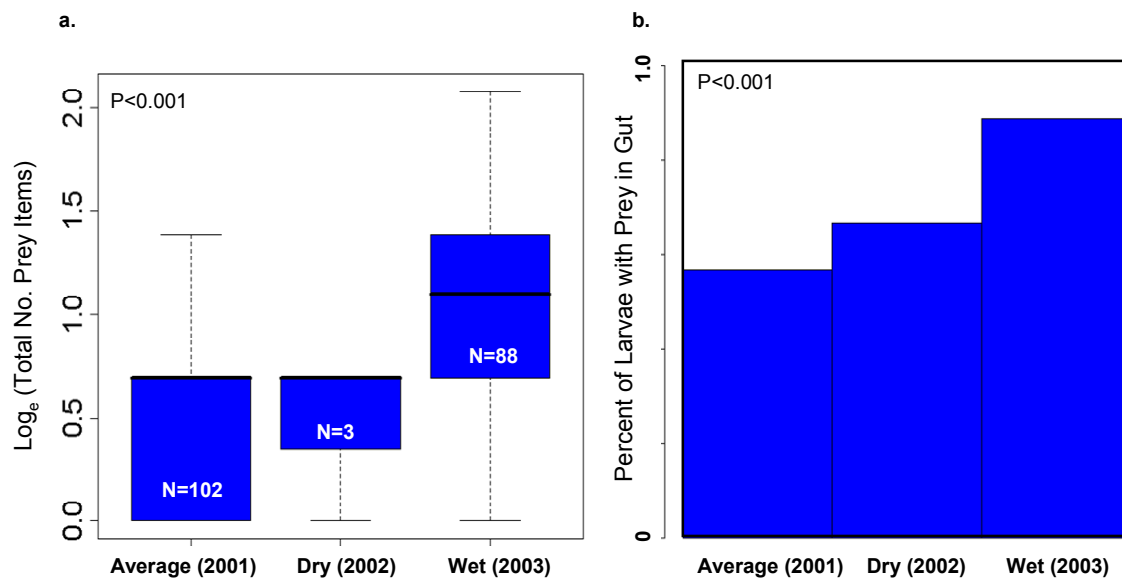 a.
P<0.001
Log_e (Total No. Prey Items)
2.0
1.5
1.0
0.5
0.0
N=102
N=3
N=88
Average (2001)
Dry (2002)
Wet (2003)
b.
P<0.001
Percent of Larvae with Prey in Gut
1.0
0
Average (2001)
Dry (2002)
Wet (2003)